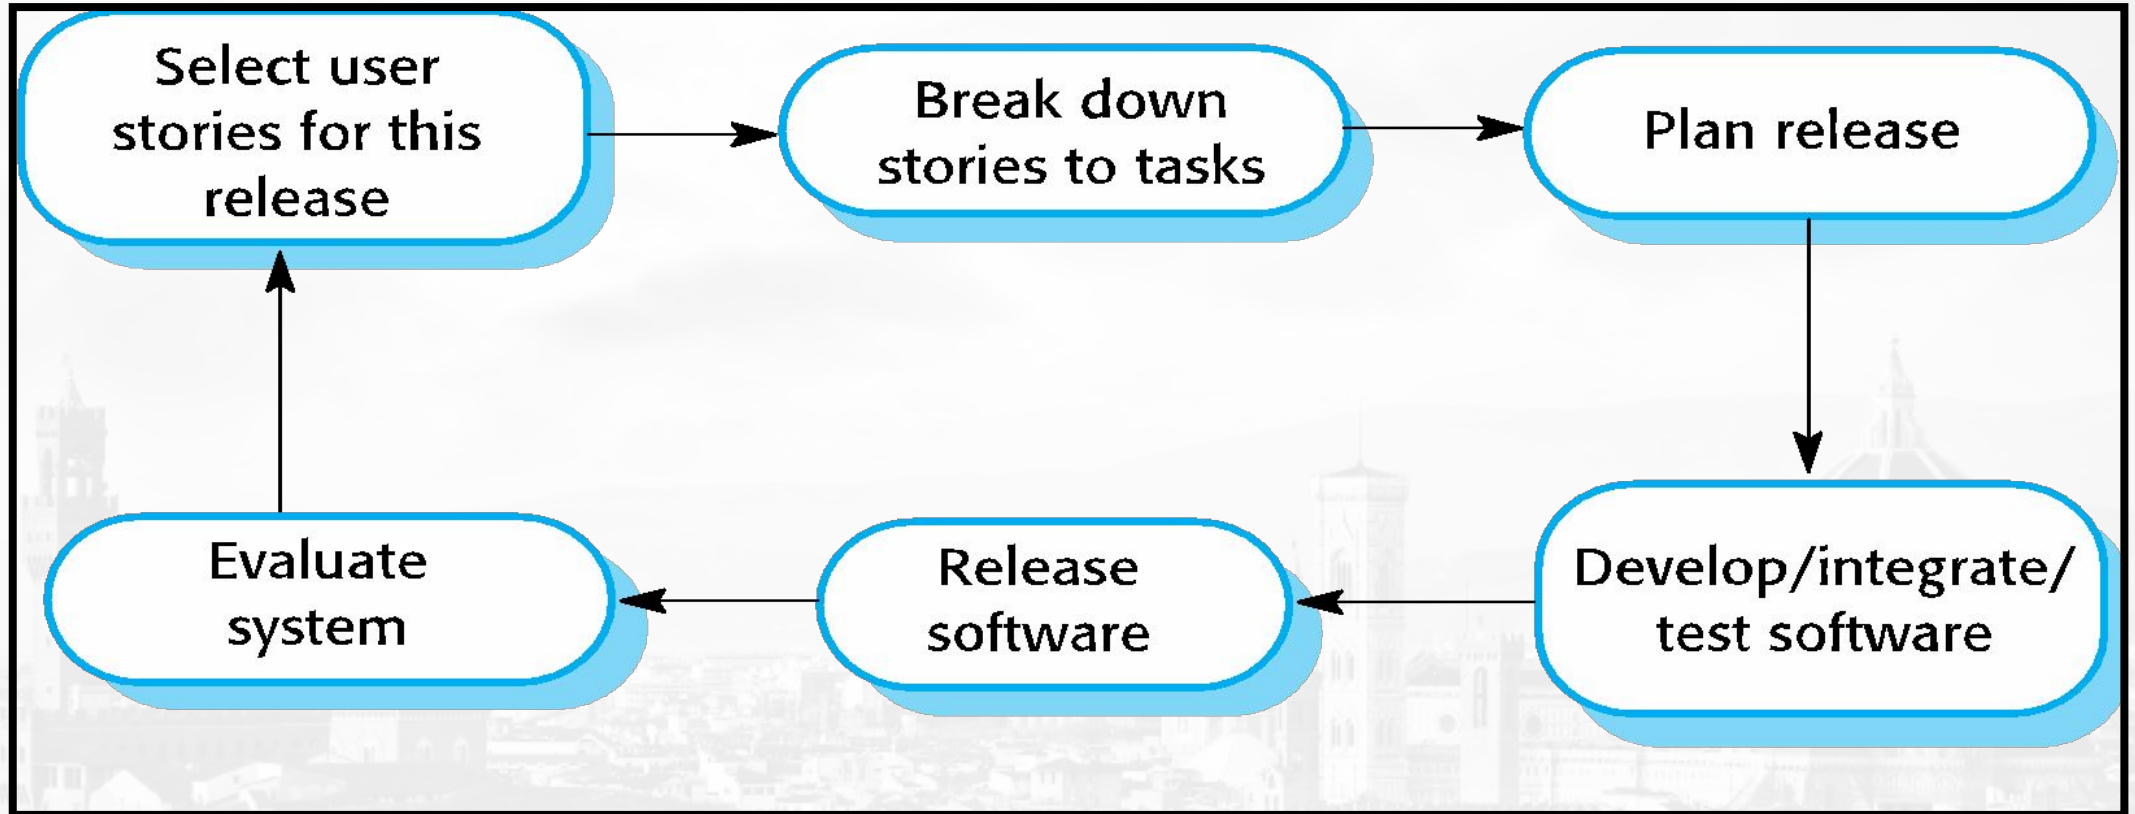 Select user
stories for this
release
Break down
stories to tasks
Plan release
Evaluate
system
Release
software
Develop/integrate/
test software